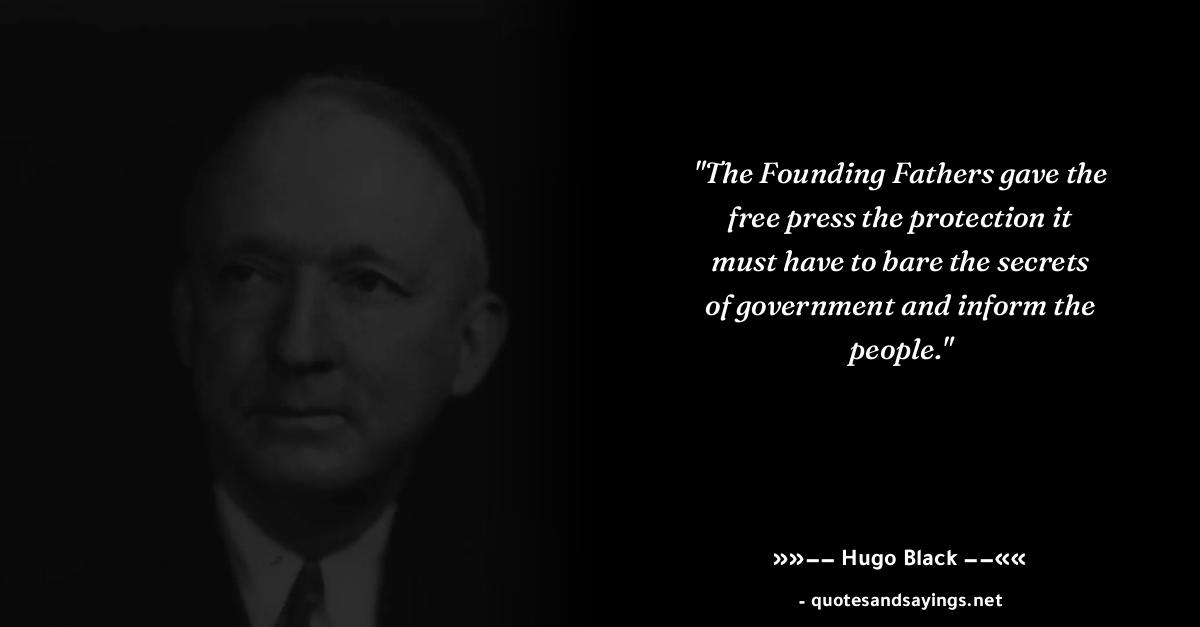 "The Founding Fathers gave the
free press the protection it
must have to bare the secrets
of government and inform the
people."
»»–– Hugo Black ––««
- quotesandsayings.net